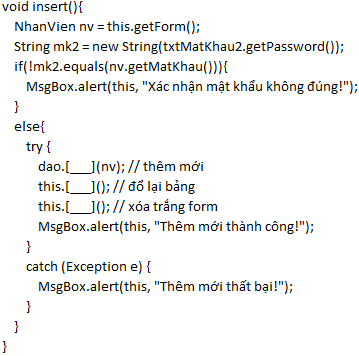 void insert(){
NhanVien nv = this.getForm();
String mk2 = new String(txtMatKhau2.getPassword());
if(!mk2.equals(nv.getMatKhau())){
MsgBox.alert(this, "Xác nhận mật khẩu không đúng!");
}
else{
try {
dao.[___](nv); // thêm mới
this.[___](); // đổ lại bảng
this.[___](); // xóa trắng form
MsgBox.alert(this, "Thêm mới thành công!");
}
catch (Exception e) {
MsgBox.alert(this, "Thêm mới thất bại!");
}
}
}